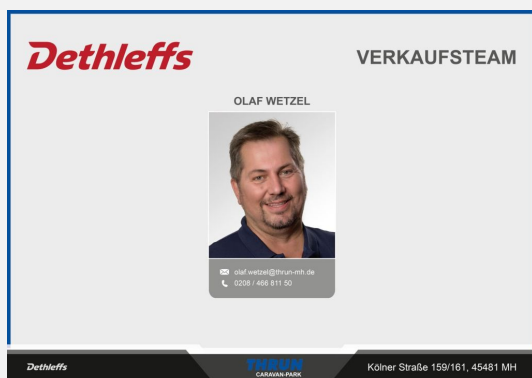 Dethleffs
VERKAUFSTEAM
OLAF WETZEL
olaf.wetzel@thrun-mh.de
0208 / 466 811 50
Dethleffs
THRUM
CARAVAN-PARK
Kölner Straße 159/161, 45481 MH